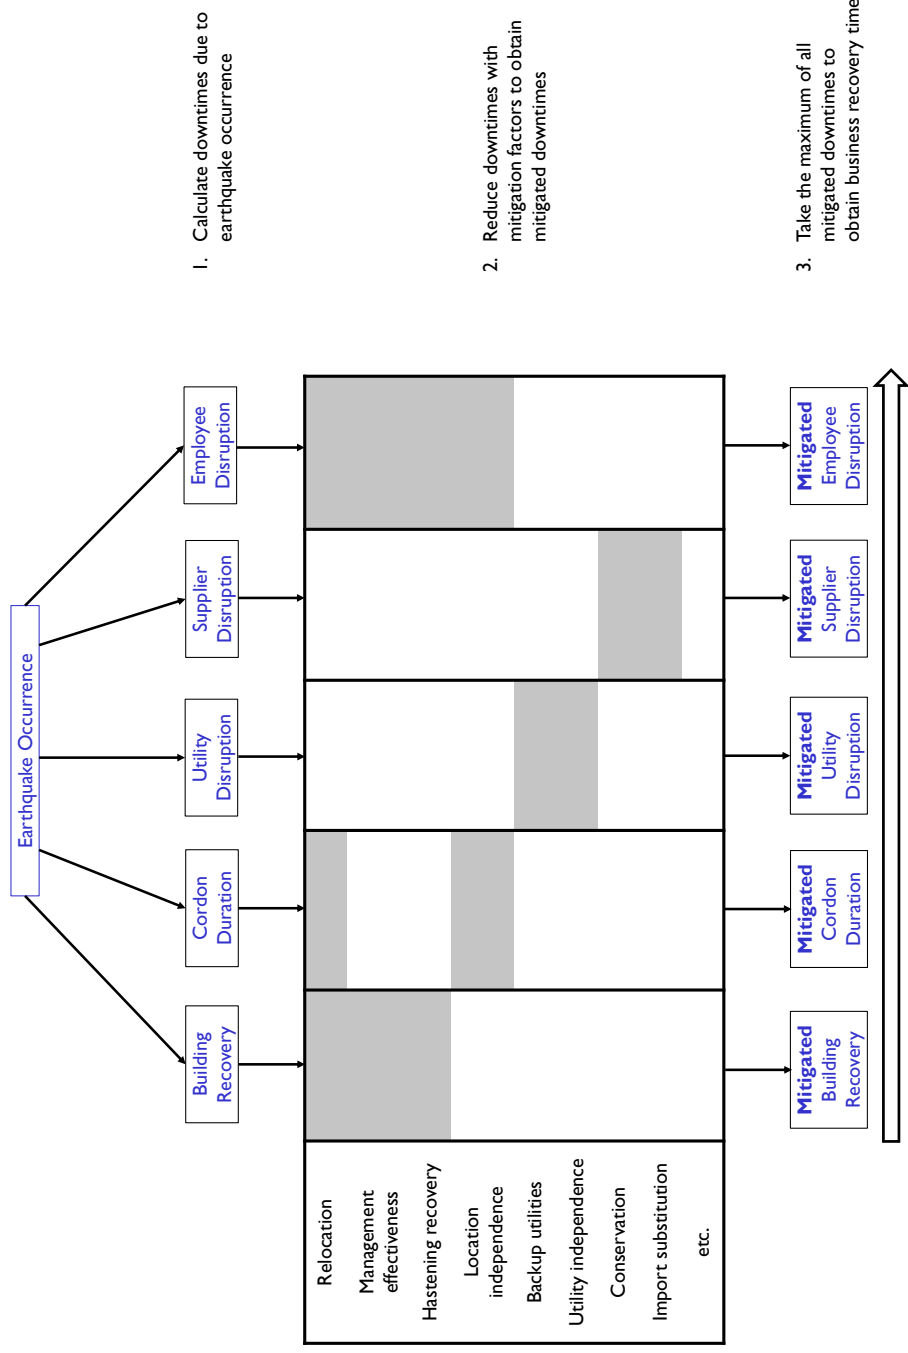 Earthquake Occurrence
Building
Recovery
Cordon
Duration
Utility
Disruption
Supplier
Disruption
Employee
Disruption
1. Calculate downtimes due to
earthquake occurrence
Relocation
Management
effectiveness
Hastening recovery
Location
independence
Backup utilities
Utility independence
Conservation
Import substitution
etc.
2. Reduce downtimes with
mitigation factors to obtain
mitigated downtimes
Mitigated
Building
Recovery
Mitigated
Cordon
Duration
Mitigated
Utility
Disruption
Mitigated
Supplier
Disruption
Mitigated
Employee
Disruption
3. Take the maximum of all
mitigated downtimes to
obtain business recovery time